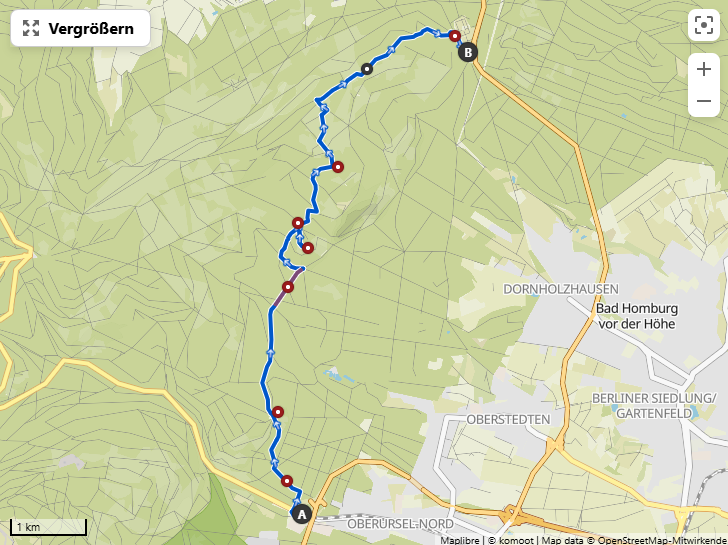 Vergrößern
B
DORNHOLZHAUSEN
Bad Homburg
vor der Höhe
BERLINER SIEDLUNG/
GARTENFELD
OBERSTEDTEN
A
OBERURSEL-NORD
1 km
Maplibre | © komoot | Map data © OpenStreetMap-Mitwirkende